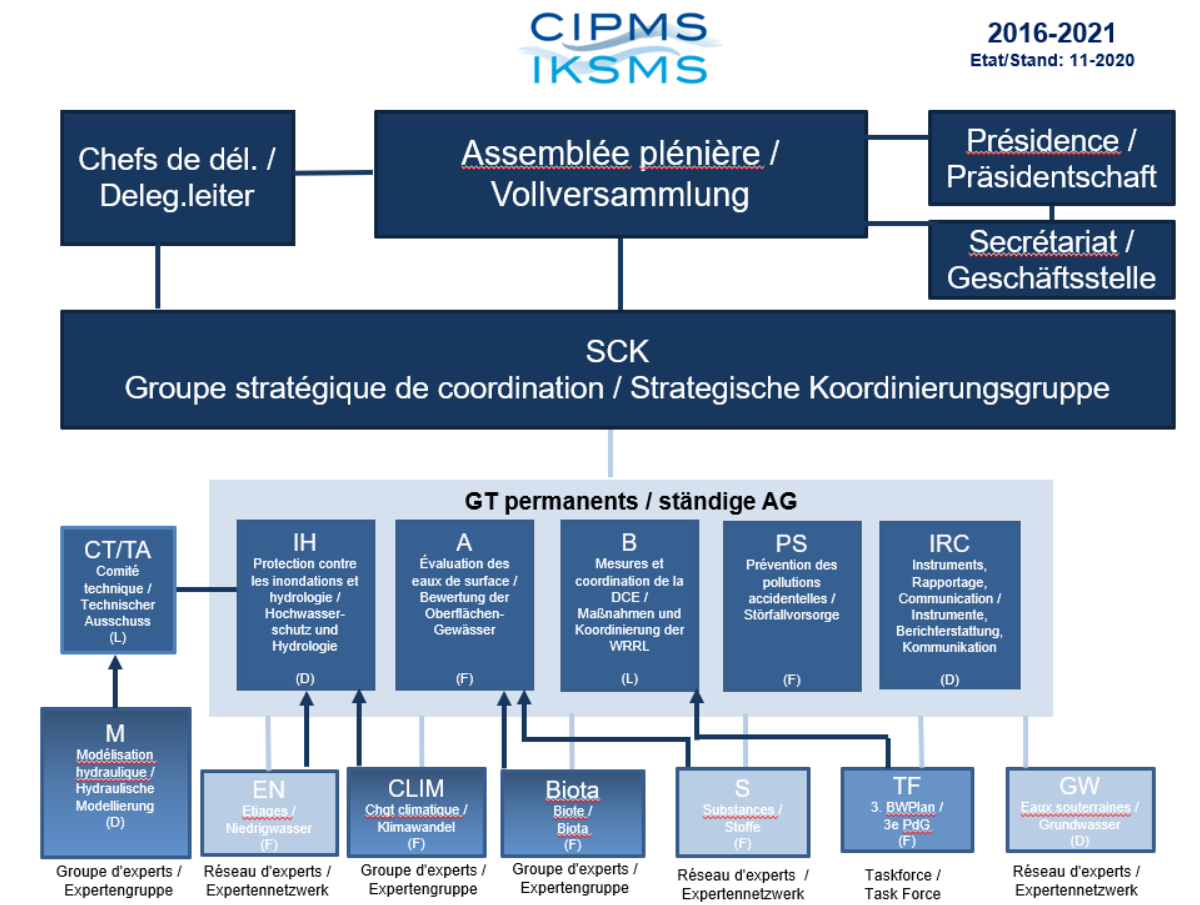 CIPMS
IKSMS
2016-2021
Etat/Stand: 11-2020
Chefs de dél. /
Deleg.leiter
Assemblée plénière /
Vollversammlung
Présidence /
Präsidentschaft
Secrétariat /
Geschäftsstelle
SCK
Groupe stratégique de coordination / Strategische Koordinierungsgruppe
GT permanents / ständige AG
CT/TA
Comité
technique /
Technischer
Ausschuss
(L)
IH
Protection contre
les inondations et
hydrologie /
Hochwasser-
schutz und
Hydrologie
(D)
A
Évaluation des
eaux de surface /
Bewertung der
Oberflächen-
Gewässer
(F)
B
Mesures et
coordination de la
DCE /
Maßnahmen und
Koordinierung der
WRRL
(L)
PS
Prévention des
pollutions
accidentelles /
Störfallvorsorge
(F)
IRC
Instruments,
Rapportage,
Communication /
Instrumente,
Berichterstattung,
Kommunikation
(D)
M
Modélisation
hydraulique /
Hydraulische
Modellierung
(D)
Groupe d'experts /
Expertengruppe
EN
Etiages /
Niedrigwasser
(F)
Réseau d'experts /
Expertennetzwerk
CLIM
Chgt climatique /
Klimawandel
(F)
Groupe d'experts /
Expertengruppe
Biota
Biote /
Biota
(F)
Groupe d'experts /
Expertengruppe
S
Substances /
Stoffe
(F)
Réseau d'experts /
Expertennetzwerk
TF
3. BWPlan /
3e PdG
(F)
Taskforce /
Task Force
GW
Eaux souterraines /
Grundwasser
(D)
Réseau d'experts /
Expertennetzwerk